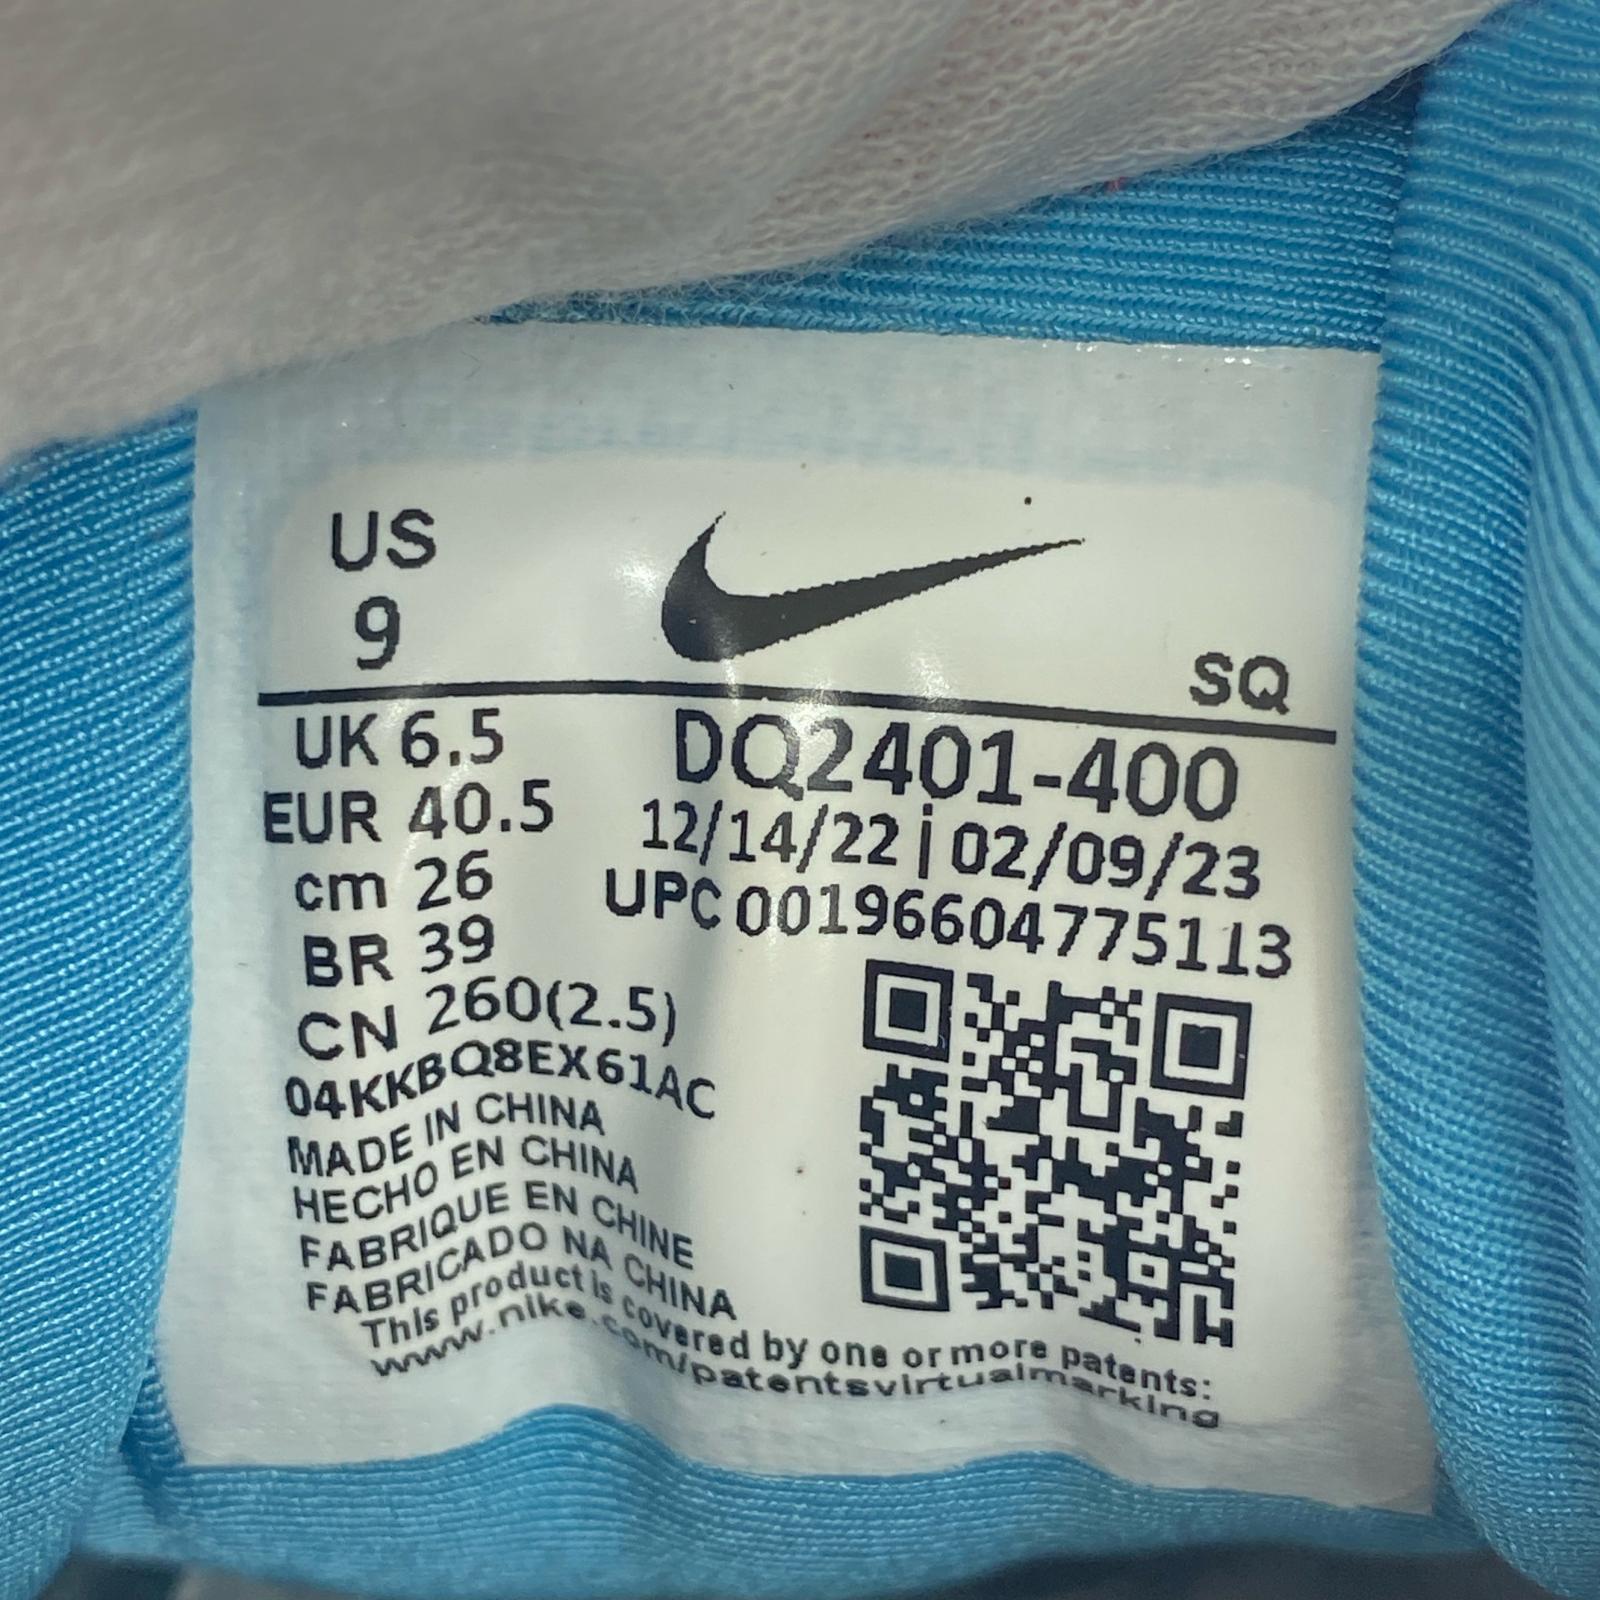 US
9
SQ
UK 6.5
EUR 40.5
cm 26
BR 39
CN 260(2.5)
DQ2401-400
12/14/22 | 02/09/23
UPC 00196604775113
04KKBQ8EX61AC
MADE IN CHINA
HECHO EN CHINA
FABRIQUE EN CHINE
FABRICADO NA CHINA
This product is covered by one or more patents:
www.nike.com/patentsvirtualmarking